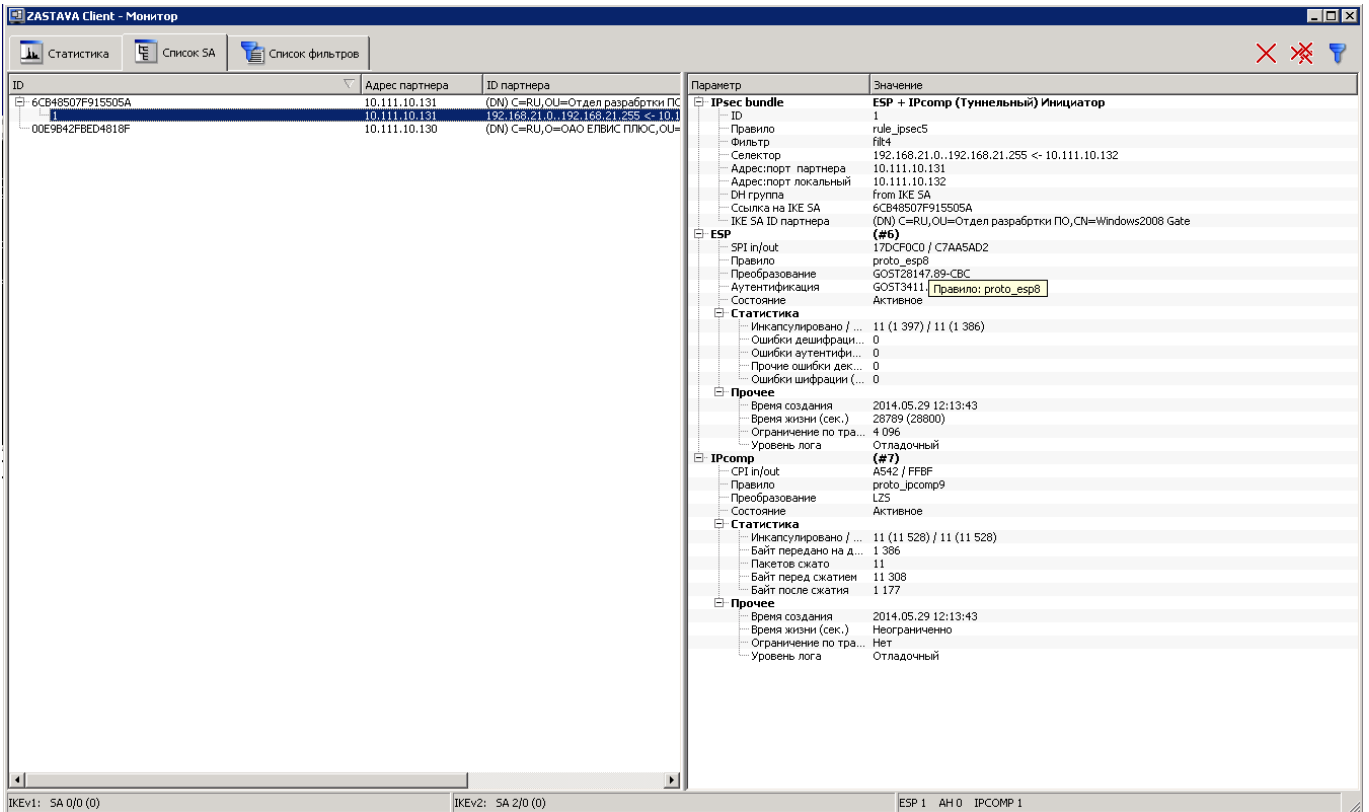 ZASTAVA Client - Монитор
Статистика
Список SA
Список фильтров
ID Адрес партнера ID партнера
6CB48507F915505A 10.111.10.131 (DN) C=RU,OU=Отдел разрабртки ПО
1 10.111.10.131 192.168.21.0..192.168.21.255 <- 10.1
00E9B42FBED4818F 10.111.10.130 (DN) C=RU,O=ОАО ЕЛВИС ПЛЮС,OU=
Параметр Значение
IPsec bundle ESP + IPcomp (Туннельный) Инициатор
ID 1
Правило rule_ipsec5
Фильтр filt4
Селектор 192.168.21.0..192.168.21.255 <- 10.111.10.132
Адрес:порт партнера 10.111.10.131
Адрес:порт локальный 10.111.10.132
DH группа from IKE SA
Ссылка на IKE SA 6CB48507F915505A
IKE SA ID партнера (DN) C=RU,OU=Отдел разрабртки ПО,CN=Windows2008 Gate
ESP (#6)
SPI in/out 17DCF0C0 / C7AA5AD2
Правило proto_esp8
Преобразование GOST28147.89-CBC
Аутентификация GOST3411.
Правило: proto_esp8
Состояние Активное
Статистика
Инкапсулировано / ... 11 (1 397) / 11 (1 386)
Ошибки дешифраци... 0
Ошибки аутентифи... 0
Прочие ошибки дек... 0
Ошибки шифрации (... 0
Прочее
Время создания 2014.05.29 12:13:43
Время жизни (сек.) 28789 (28800)
Ограничение по тра... 4 096
Уровень лога Отладочный
IPcomp (#7)
CPI in/out A542 / FFBF
Правило proto_ipcomp9
Преобразование LZS
Состояние Активное
Статистика
Инкапсулировано / ... 11 (11 528) / 11 (11 528)
Байт передано на д... 1 386
Пакетов сжато 11
Байт перед сжатием 11 308
Байт после сжатия 1 177
Прочее
Время создания 2014.05.29 12:13:43
Время жизни (сек.) Неограниченно
Ограничение по тра... Нет
Уровень лога Отладочный
IKEv1: SA 0/0 (0) IKEv2: SA 2/0 (0) ESP 1 AH 0 IPCOMP 1